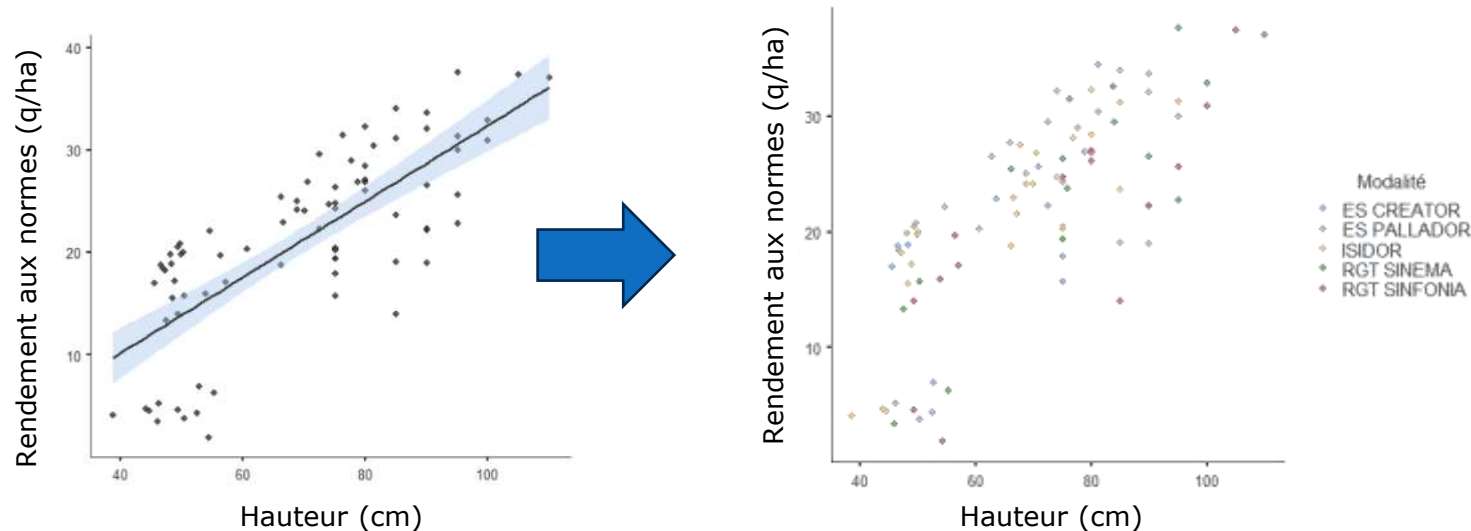 Rendement aux normes (q/ha)
40
30
20
10
40
60
80
100
Hauteur (cm)
Rendement aux normes (q/ha)
30
20
10
40
60
80
100
Hauteur (cm)
Modalité
ES CREATOR
ES PALLADOR
ISIDOR
RGT SINEMA
RGT SINFONIA